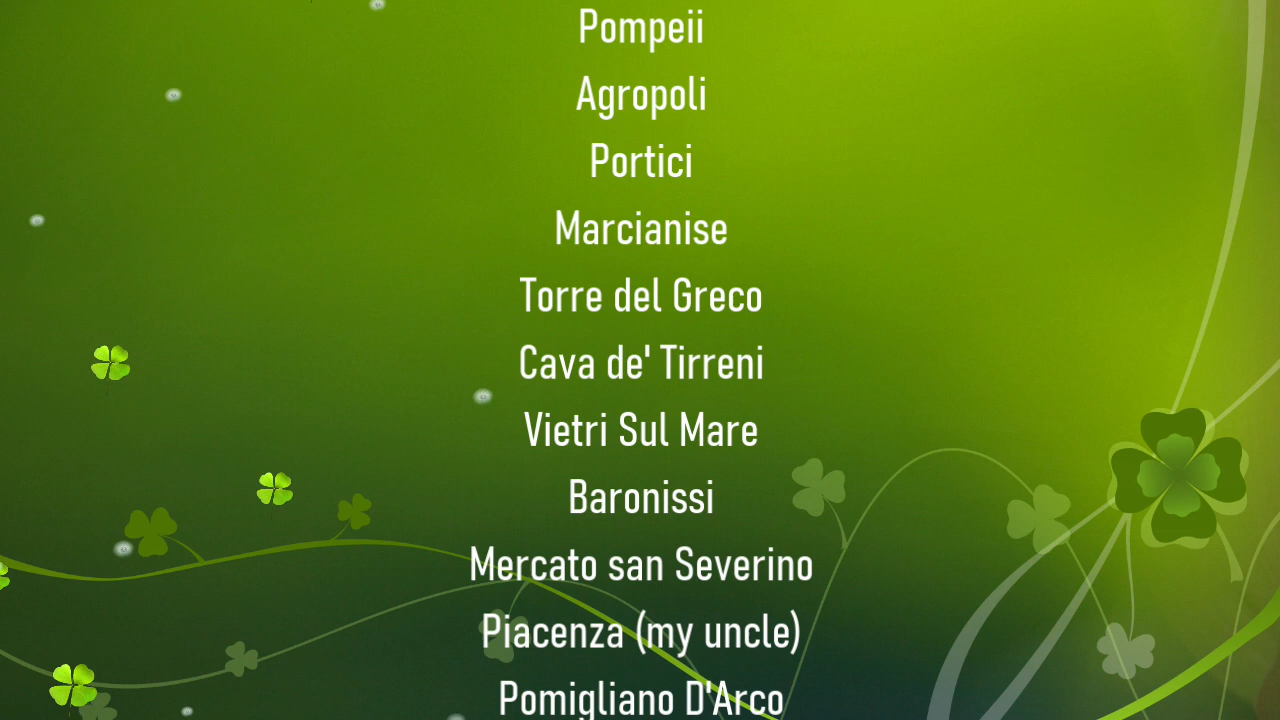 Pompeii
Agropoli
Portici
Marcianise
Torre del Greco
Cava de' Tirreni
Vietri Sul Mare
Baronissi
Mercato san Severino
Piacenza (my uncle)
Pomigliano D'Arco